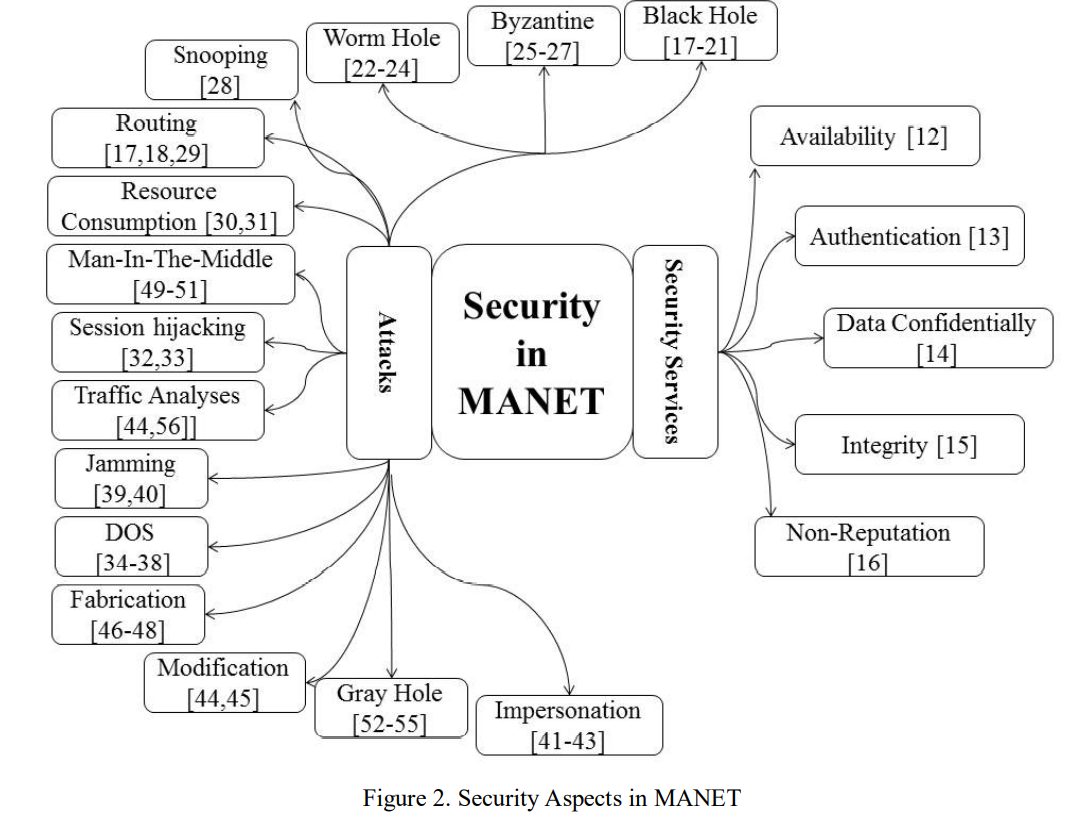 Black Hole
[17-21]
Byzantine
[25-27]
Worm Hole
[22-24]
Snooping
[28]
Routing
[17,18,29]
Resource
Consumption [30,31]
Man-In-The-Middle
[49-51]
Session hijacking
[32,33]
Traffic Analyses
[44,56]]
Jamming
[39,40]
DOS
[34-38]
Fabrication
[46-48]
Modification
[44,45]
Gray Hole
[52-55]
Impersonation
[41-43]
Attacks
Security
in
MANET
Security Services
Availability [12]
Authentication [13]
Data Confidentially
[14]
Integrity [15]
Non-Reputation
[16]
Figure 2. Security Aspects in MANET